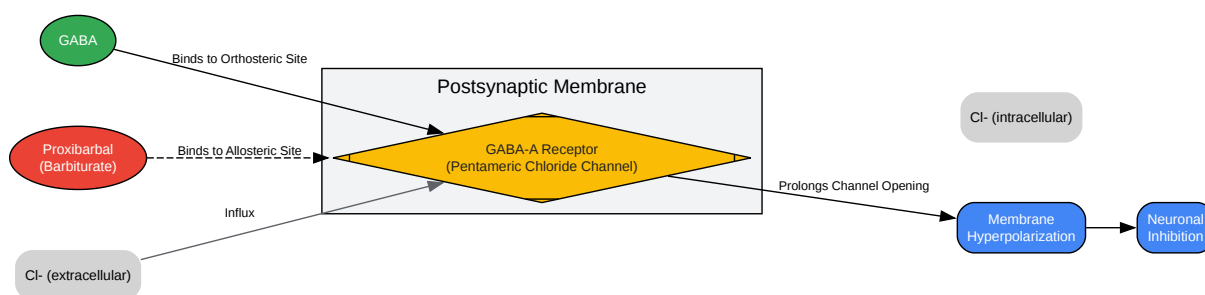 GABA
Binds to Orthosteric Site
Postsynaptic Membrane
Cl- (intracellular)
Proxibarbal
(Barbiturate)
Binds to Allosteric Site
GABA-A Receptor
(Pentameric Chloride Channel)
Prolongs Channel Opening
Influx
Membrane
Hyperpolarization
Neuronal
Inhibition
Cl- (extracellular)